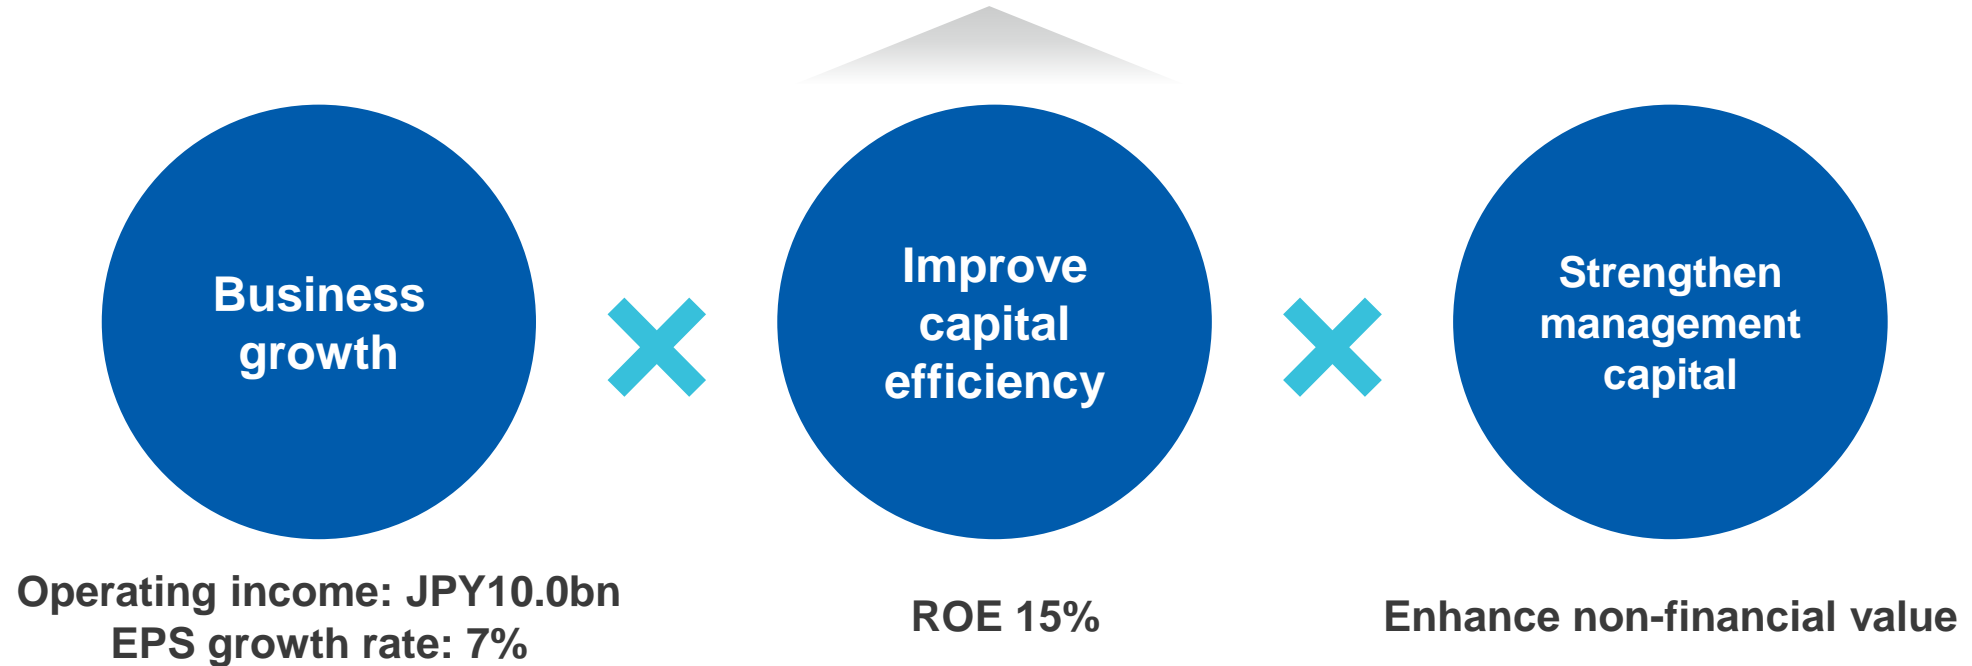 Business
growth
Improve
capital
efficiency
Strengthen
management
capital
Operating income: JPY10.0bn
EPS growth rate: 7%
ROE 15%
Enhance non-financial value